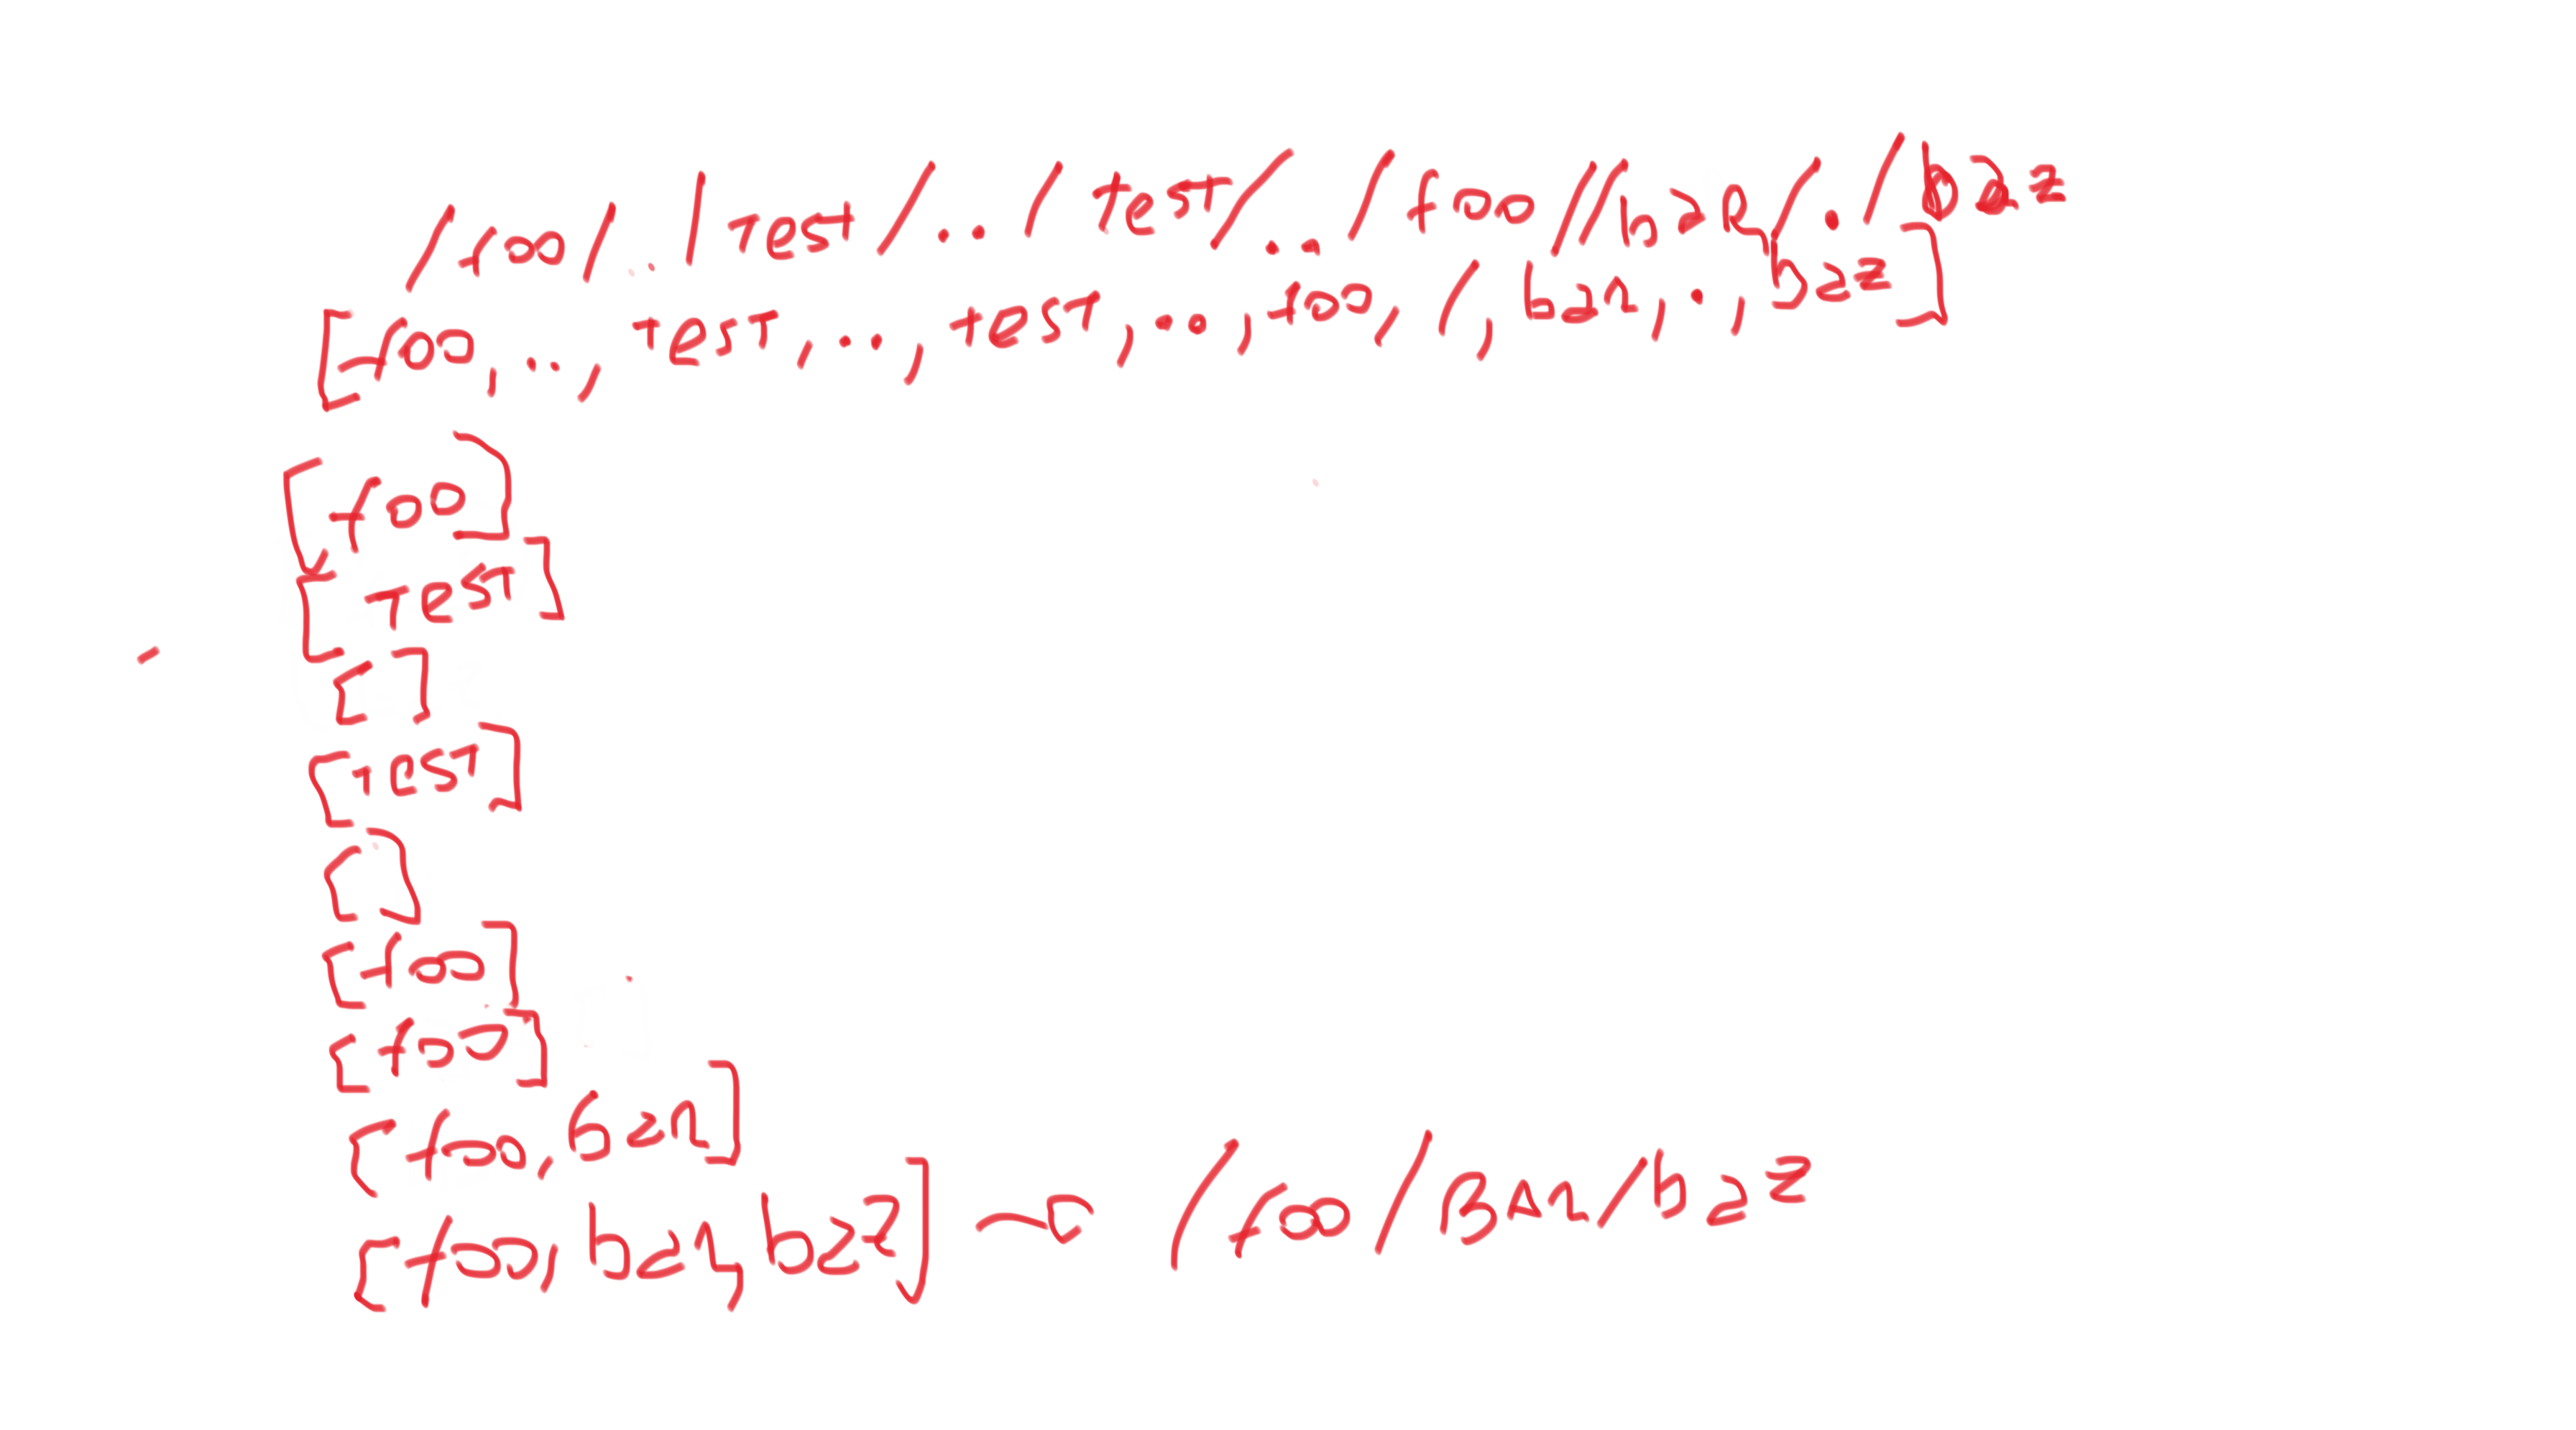 /foo/../test/../test/../foo//bar/./baz
[foo,..,test,..,test,..,foo,/,bar,.,baz]
[foo]
[test]
[]
[test]
[]
[foo]
[foo]
[foo,bar]
[foo,bar,baz] → /foo/Bar/baz